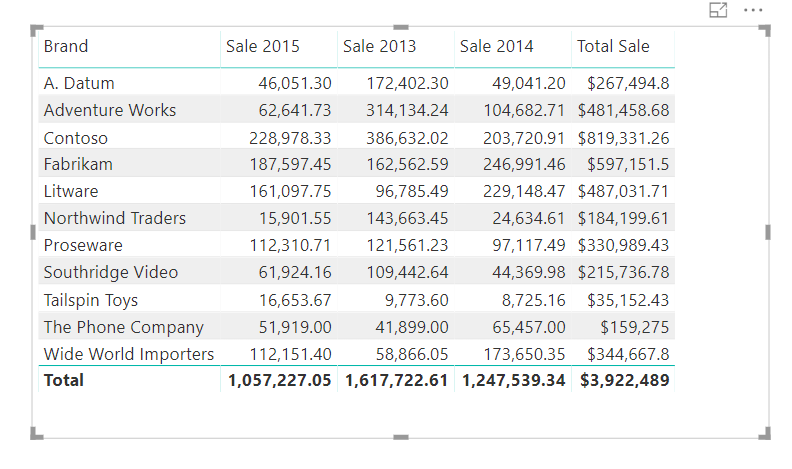 Brand Sale 2015 Sale 2013 Sale 2014 Total Sale
A. Datum 46,051.30 172,402.30 49,041.20 $267,494.8
Adventure Works 62,641.73 314,134.24 104,682.71 $481,458.68
Contoso 228,978.33 386,632.02 203,720.91 $819,331.26
Fabrikam 187,597.45 162,562.59 246,991.46 $597,151.5
Litware 161,097.75 96,785.49 229,148.47 $487,031.71
Northwind Traders 15,901.55 143,663.45 24,634.61 $184,199.61
Proseware 112,310.71 121,561.23 97,117.49 $330,989.43
Southridge Video 61,924.16 109,442.64 44,369.98 $215,736.78
Tailspin Toys 16,653.67 9,773.60 8,725.16 $35,152.43
The Phone Company 51,919.00 41,899.00 65,457.00 $159,275
Wide World Importers 112,151.40 58,866.05 173,650.35 $344,667.8
Total 1,057,227.05 1,617,722.61 1,247,539.34 $3,922,489